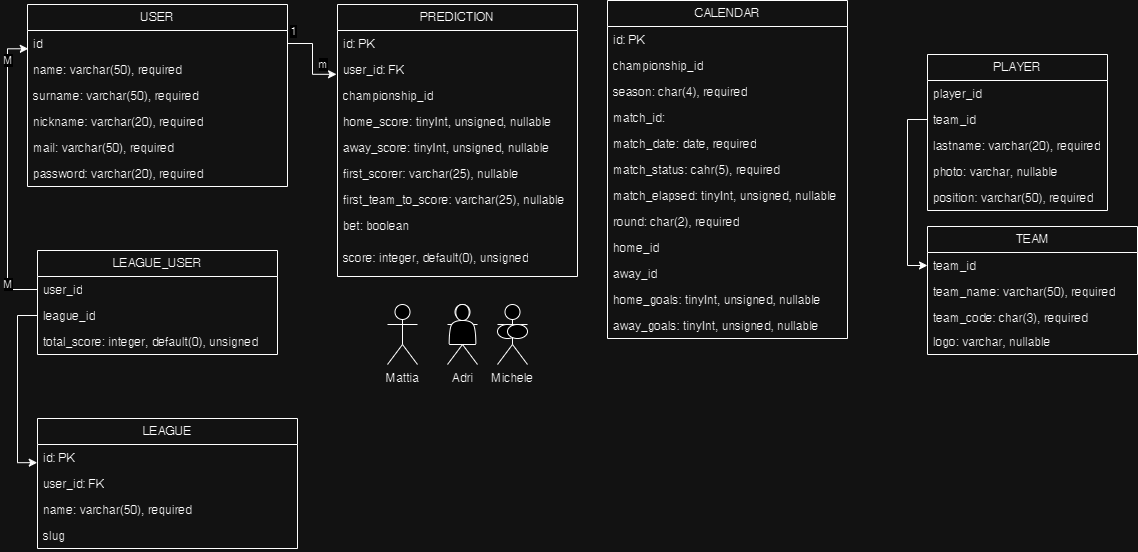 USER
id
name: varchar(50), required
surname: varchar(50), required
nickname: varchar(20), required
mail: varchar(50), required
password: varchar(20), required
1
m
M
M
PREDICTION
id: PK
user_id: FK
championship_id
home_score: tinyInt, unsigned, nullable
away_score: tinyInt, unsigned, nullable
first_scorer: varchar(25), nullable
first_team_to_score: varchar(25), nullable
bet: boolean
score: integer, default(0), unsigned
CALENDAR
id: PK
championship_id
season: char(4), required
match_id:
match_date: date, required
match_status: cahr(5), required
match_elapsed: tinyInt, unsigned, nullable
round: char(2), required
home_id
away_id
home_goals: tinyInt, unsigned, nullable
away_goals: tinyInt, unsigned, nullable
PLAYER
player_id
team_id
lastname: varchar(20), required
photo: varchar, nullable
position: varchar(50), required
TEAM
team_id
team_name: varchar(50), required
team_code: char(3), required
logo: varchar, nullable
LEAGUE_USER
user_id
league_id
total_score: integer, default(0), unsigned
Mattia
Adri
Michele
LEAGUE
id: PK
user_id: FK
name: varchar(50), required
slug